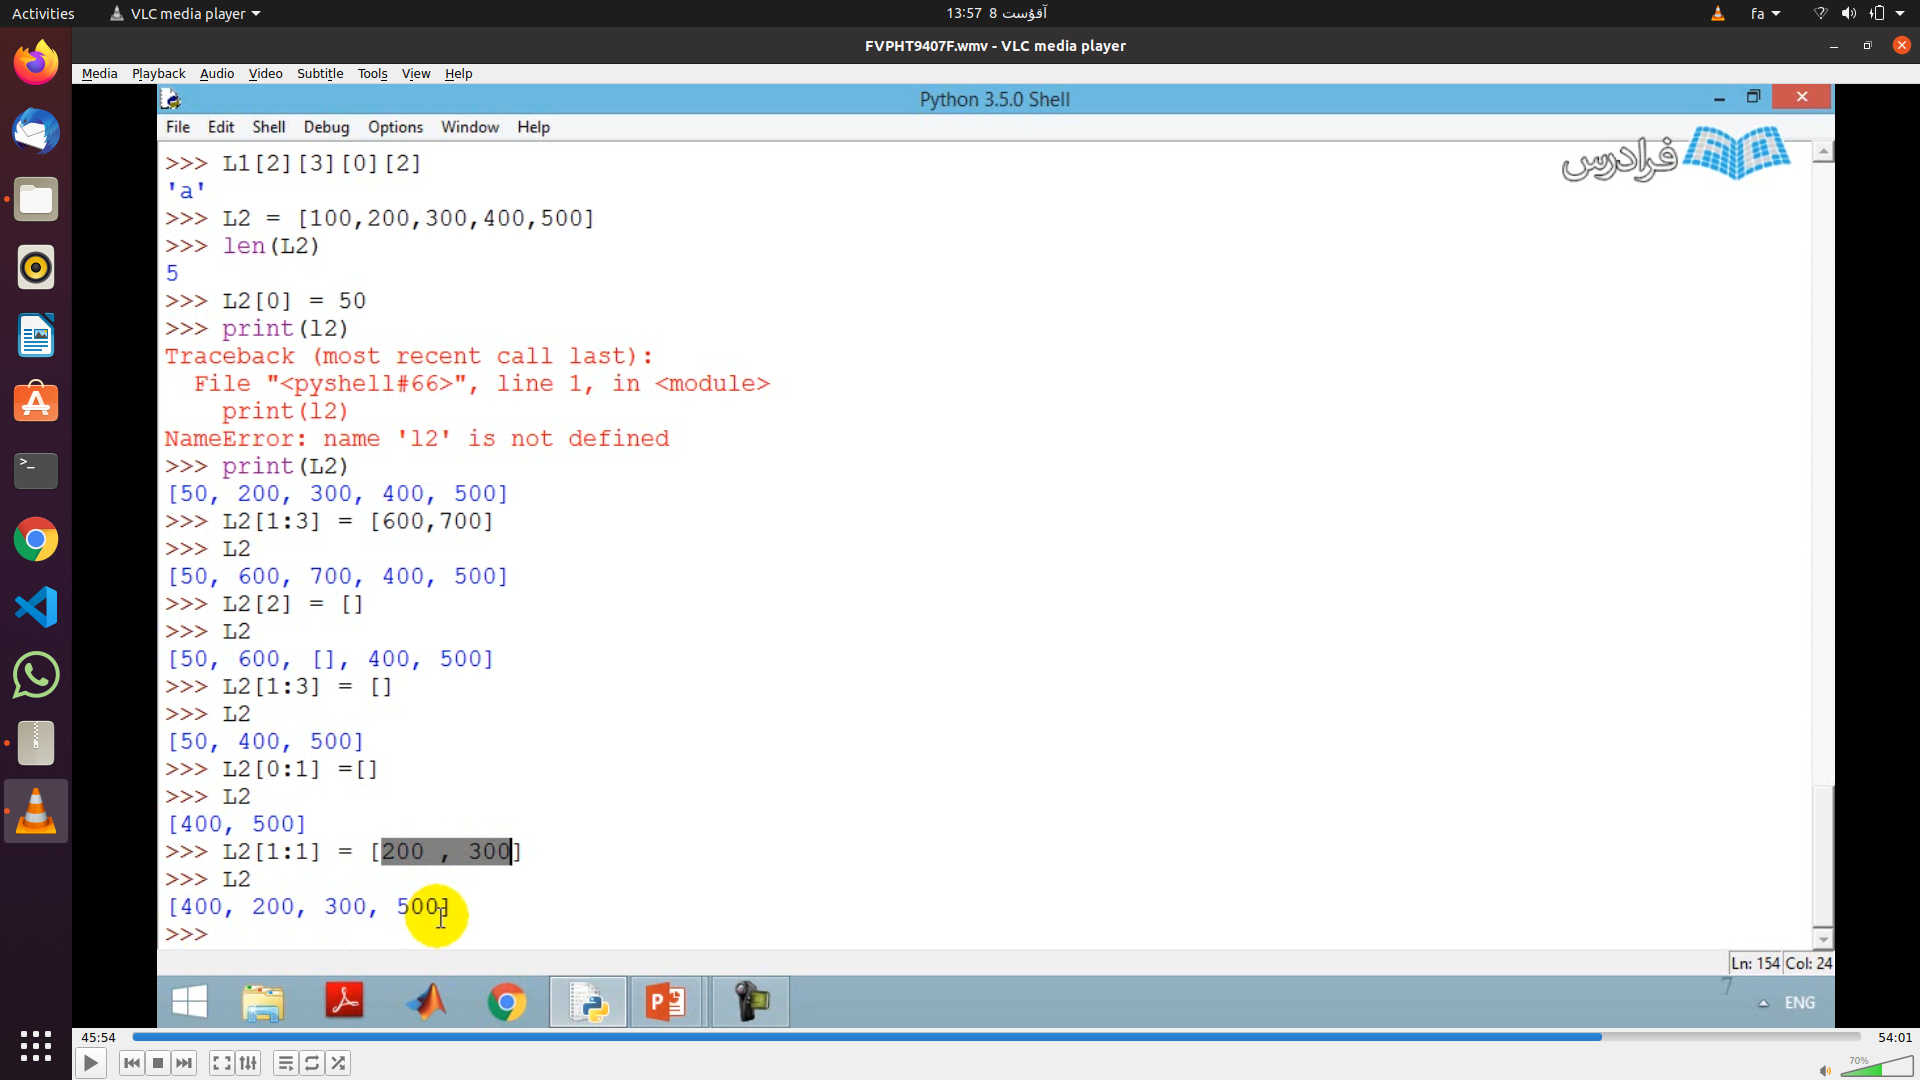 Activities VLC media player آگوست 8 13:57 fa
FVPHT9407F.wmv - VLC media player
Media Playback Audio Video Subtitle Tools View Help
Python 3.5.0 Shell
File Edit Shell Debug Options Window Help
فرادرس
>>> L1[2][3][0][2]
'a'
>>> L2 = [100,200,300,400,500]
>>> len(L2)
5
>>> L2[0] = 50
>>> print(l2)
Traceback (most recent call last):
  File "<pyshell#66>", line 1, in <module>
    print(l2)
NameError: name 'l2' is not defined
>>> print(L2)
[50, 200, 300, 400, 500]
>>> L2[1:3] = [600,700]
>>> L2
[50, 600, 700, 400, 500]
>>> L2[2] = []
>>> L2
[50, 600, [], 400, 500]
>>> L2[1:3] = []
>>> L2
[50, 400, 500]
>>> L2[0:1] =[]
>>> L2
[400, 500]
>>> L2[1:1] = [200 , 300]
>>> L2
[400, 200, 300, 500]
>>>
Ln: 154 Col: 24
7
ENG
45:54 54:01
70%